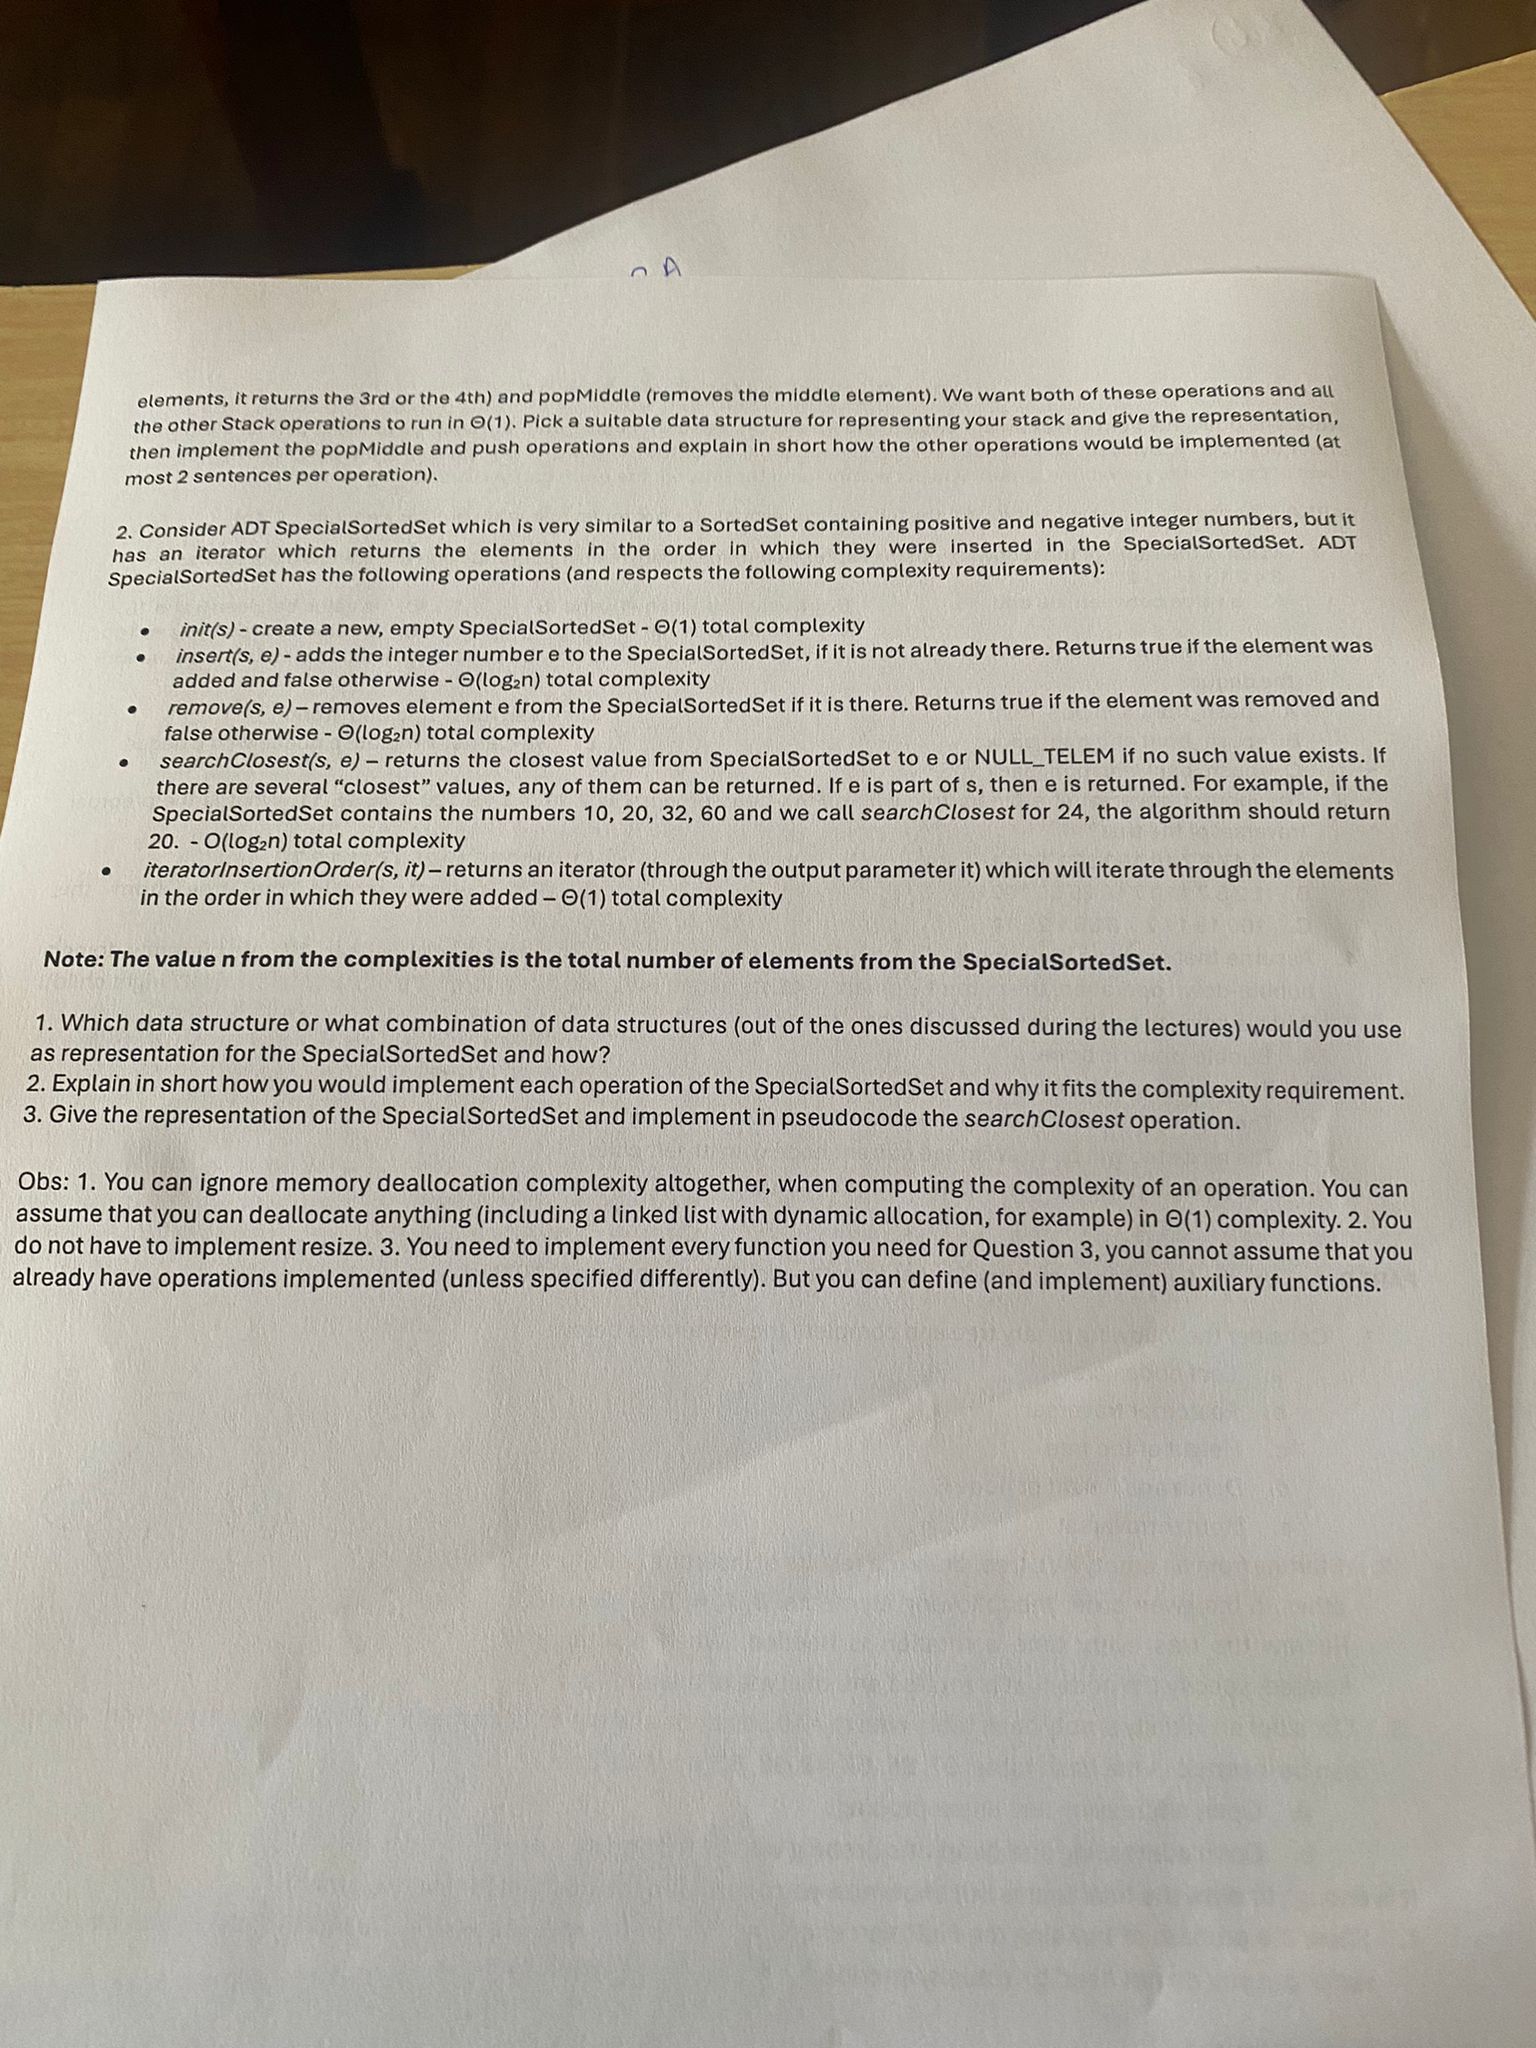 elements, it returns the 3rd or the 4th) and popMiddle (removes the middle element). We want both of these operations and all
the other Stack operations to run in Θ(1). Pick a suitable data structure for representing your stack and give the representation,
then implement the popMiddle and push operations and explain in short how the other operations would be implemented (at
most 2 sentences per operation).
2. Consider ADT SpecialSortedSet which is very similar to a SortedSet containing positive and negative integer numbers, but it
has an iterator which returns the elements in the order in which they were inserted in the SpecialSortedSet. ADT
SpecialSortedSet has the following operations (and respects the following complexity requirements):
• init(s) - create a new, empty SpecialSortedSet - Θ(1) total complexity
• insert(s, e) - adds the integer number e to the SpecialSortedSet, if it is not already there. Returns true if the element was
added and false otherwise - Θ(log₂n) total complexity
• remove(s, e) – removes element e from the SpecialSortedSet if it is there. Returns true if the element was removed and
false otherwise - Θ(log₂n) total complexity
• searchClosest(s, e) – returns the closest value from SpecialSortedSet to e or NULL_TELEM if no such value exists. If
there are several “closest” values, any of them can be returned. If e is part of s, then e is returned. For example, if the
SpecialSortedSet contains the numbers 10, 20, 32, 60 and we call searchClosest for 24, the algorithm should return
20. - O(log₂n) total complexity
• iteratorInsertionOrder(s, it) – returns an iterator (through the output parameter it) which will iterate through the elements
in the order in which they were added – Θ(1) total complexity
Note: The value n from the complexities is the total number of elements from the SpecialSortedSet.
1. Which data structure or what combination of data structures (out of the ones discussed during the lectures) would you use
as representation for the SpecialSortedSet and how?
2. Explain in short how you would implement each operation of the SpecialSortedSet and why it fits the complexity requirement.
3. Give the representation of the SpecialSortedSet and implement in pseudocode the searchClosest operation.
Obs: 1. You can ignore memory deallocation complexity altogether, when computing the complexity of an operation. You can
assume that you can deallocate anything (including a linked list with dynamic allocation, for example) in Θ(1) complexity. 2. You
do not have to implement resize. 3. You need to implement every function you need for Question 3, you cannot assume that you
already have operations implemented (unless specified differently). But you can define (and implement) auxiliary functions.